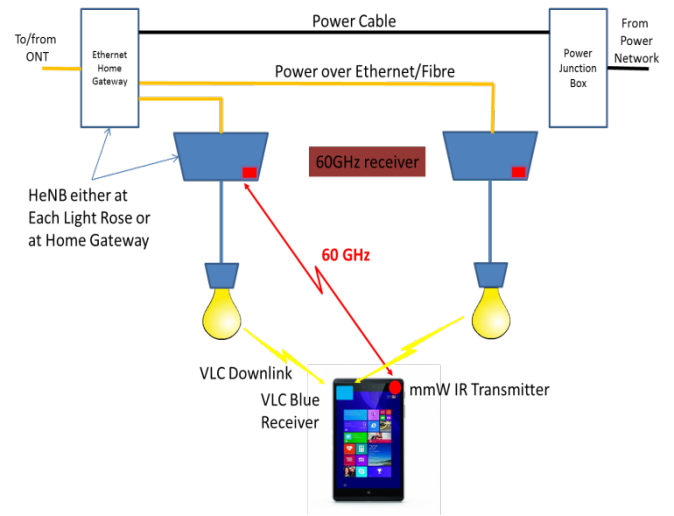 Power Cable
To/from
ONT
Ethernet
Home
Gateway
From
Power
Network
Power
Junction
Box
Power over Ethernet/Fibre
60GHz receiver
HeNB either at
Each Light Rose or
at Home Gateway
60 GHz
VLC Downlink
VLC Blue
Receiver
mmW IR Transmitter